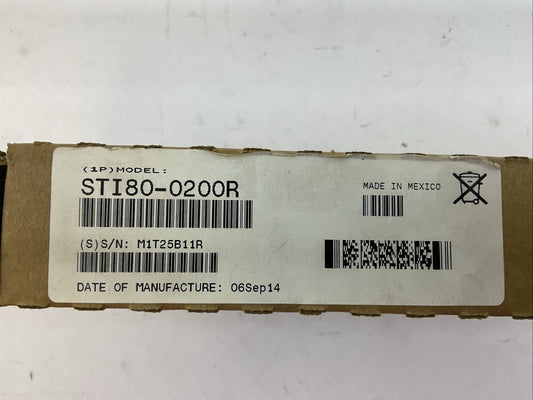 (1P)MODEL:
STI80-0200R
MADE IN MEXICO
(S)S/N: M1T25B11R
DATE OF MANUFACTURE: 06Sep14